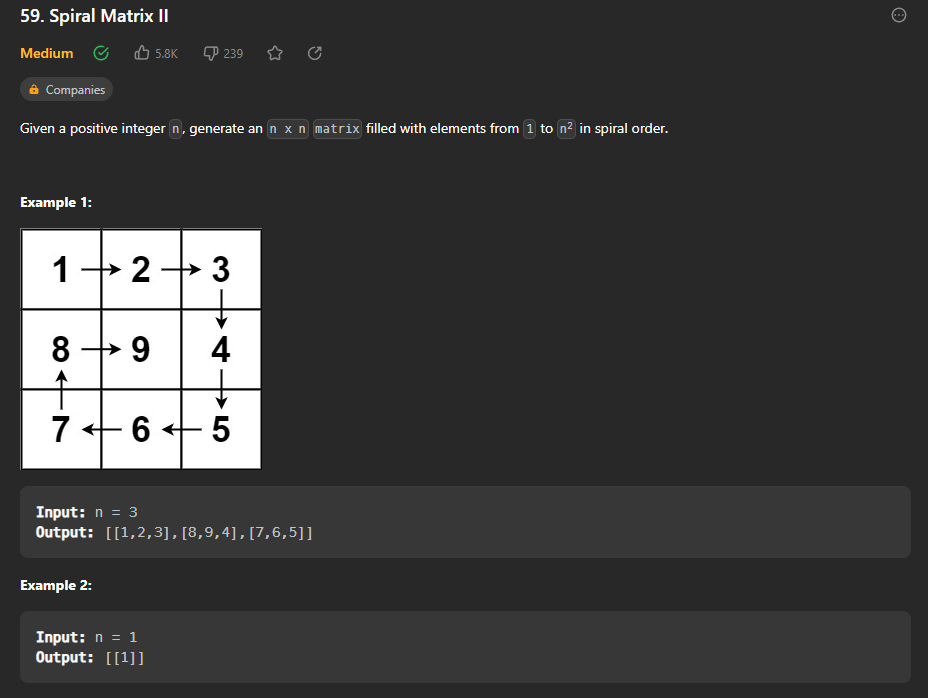 59. Spiral Matrix II
Medium 5.8K 239
Companies
Given a positive integer n, generate an n x n matrix filled with elements from 1 to n² in spiral order.
Example 1:
1 2 3
8 9 4
7 6 5
Input: n = 3
Output: [[1,2,3],[8,9,4],[7,6,5]]
Example 2:
Input: n = 1
Output: [[1]]